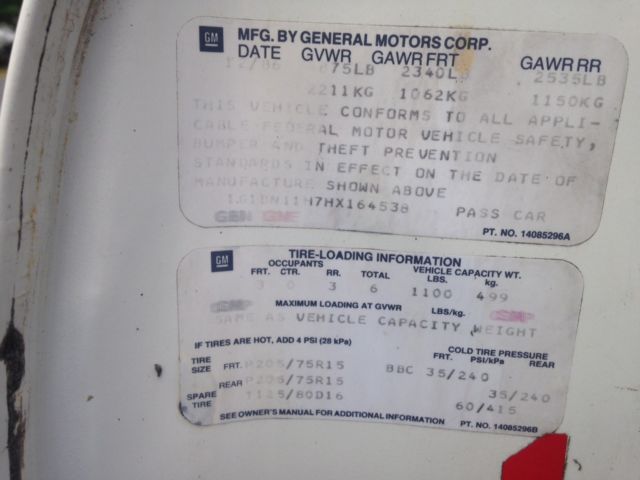 GM MFG. BY GENERAL MOTORS CORP.
DATE GVWR GAWR FRT GAWR RR
12/86 875LB 2340LB 2535LB
2211KG 1062KG 1150KG
THIS VEHICLE CONFORMS TO ALL APPLI-
CABLE FEDERAL MOTOR VEHICLE SAFETY,
BUMPER AND THEFT PREVENTION
STANDARDS IN EFFECT ON THE DATE OF
MANUFACTURE SHOWN ABOVE
PASS CAR
PT. NO. 14085296A
GM TIRE-LOADING INFORMATION
OCCUPANTS VEHICLE CAPACITY WT.
FRT. CTR. RR. TOTAL LBS. kg.
3 0 3 6 1100 499
MAXIMUM LOADING AT GVWR LBS/kg.
SAME AS VEHICLE CAPACITY WEIGHT
IF TIRES ARE HOT, ADD 4 PSI (28 kPa) COLD TIRE PRESSURE
TIRE SIZE FRT. P205/75R15 BBC 35/240 FRT. PSI/kPa REAR
REAR P205/75R15 35/240
SPARE TIRE T125/80D16 60/415
SEE OWNER'S MANUAL FOR ADDITIONAL INFORMATION PT. NO. 14085296B